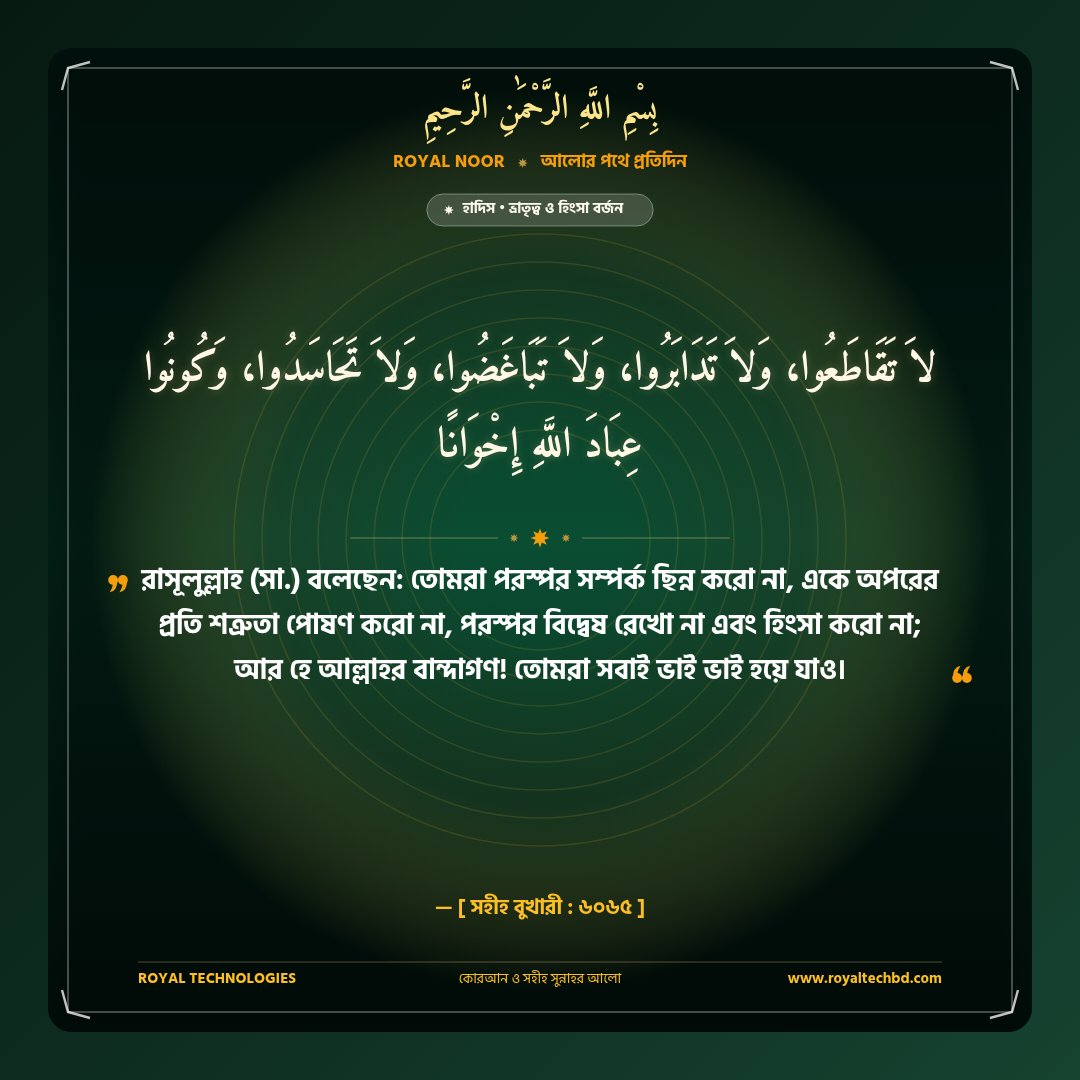 بِسْمِ اللَّهِ الرَّحْمَٰنِ الرَّحِيمِ
ROYAL NOOR ✷ আলোর পথে প্রতিদিন
✷ হাদিস • ভ্রাতৃত্ব ও হিংসা বর্জন
لاَ تَقَاطَعُوا، وَلاَ تَدَابَرُوا، وَلاَ تَبَاغَضُوا، وَلاَ تَحَاسَدُوا، وَكُونُوا
عِبَادَ اللَّهِ إِخْوَانًا
❞ রাসূলুল্লাহ (সা.) বলেছেন: তোমরা পরস্পর সম্পর্ক ছিন্ন করো না, একে অপরের
প্রতি শত্রুতা পোষণ করো না, পরস্পর বিদ্বেষ রেখো না এবং হিংসা করো না;
আর হে আল্লাহর বান্দাগণ! তোমরা সবাই ভাই ভাই হয়ে যাও। ❝
— [ সহীহ বুখারী : ৬০৬৫ ]
ROYAL TECHNOLOGIES কোরআন ও সহীহ সুন্নাহর আলো www.royaltechbd.com